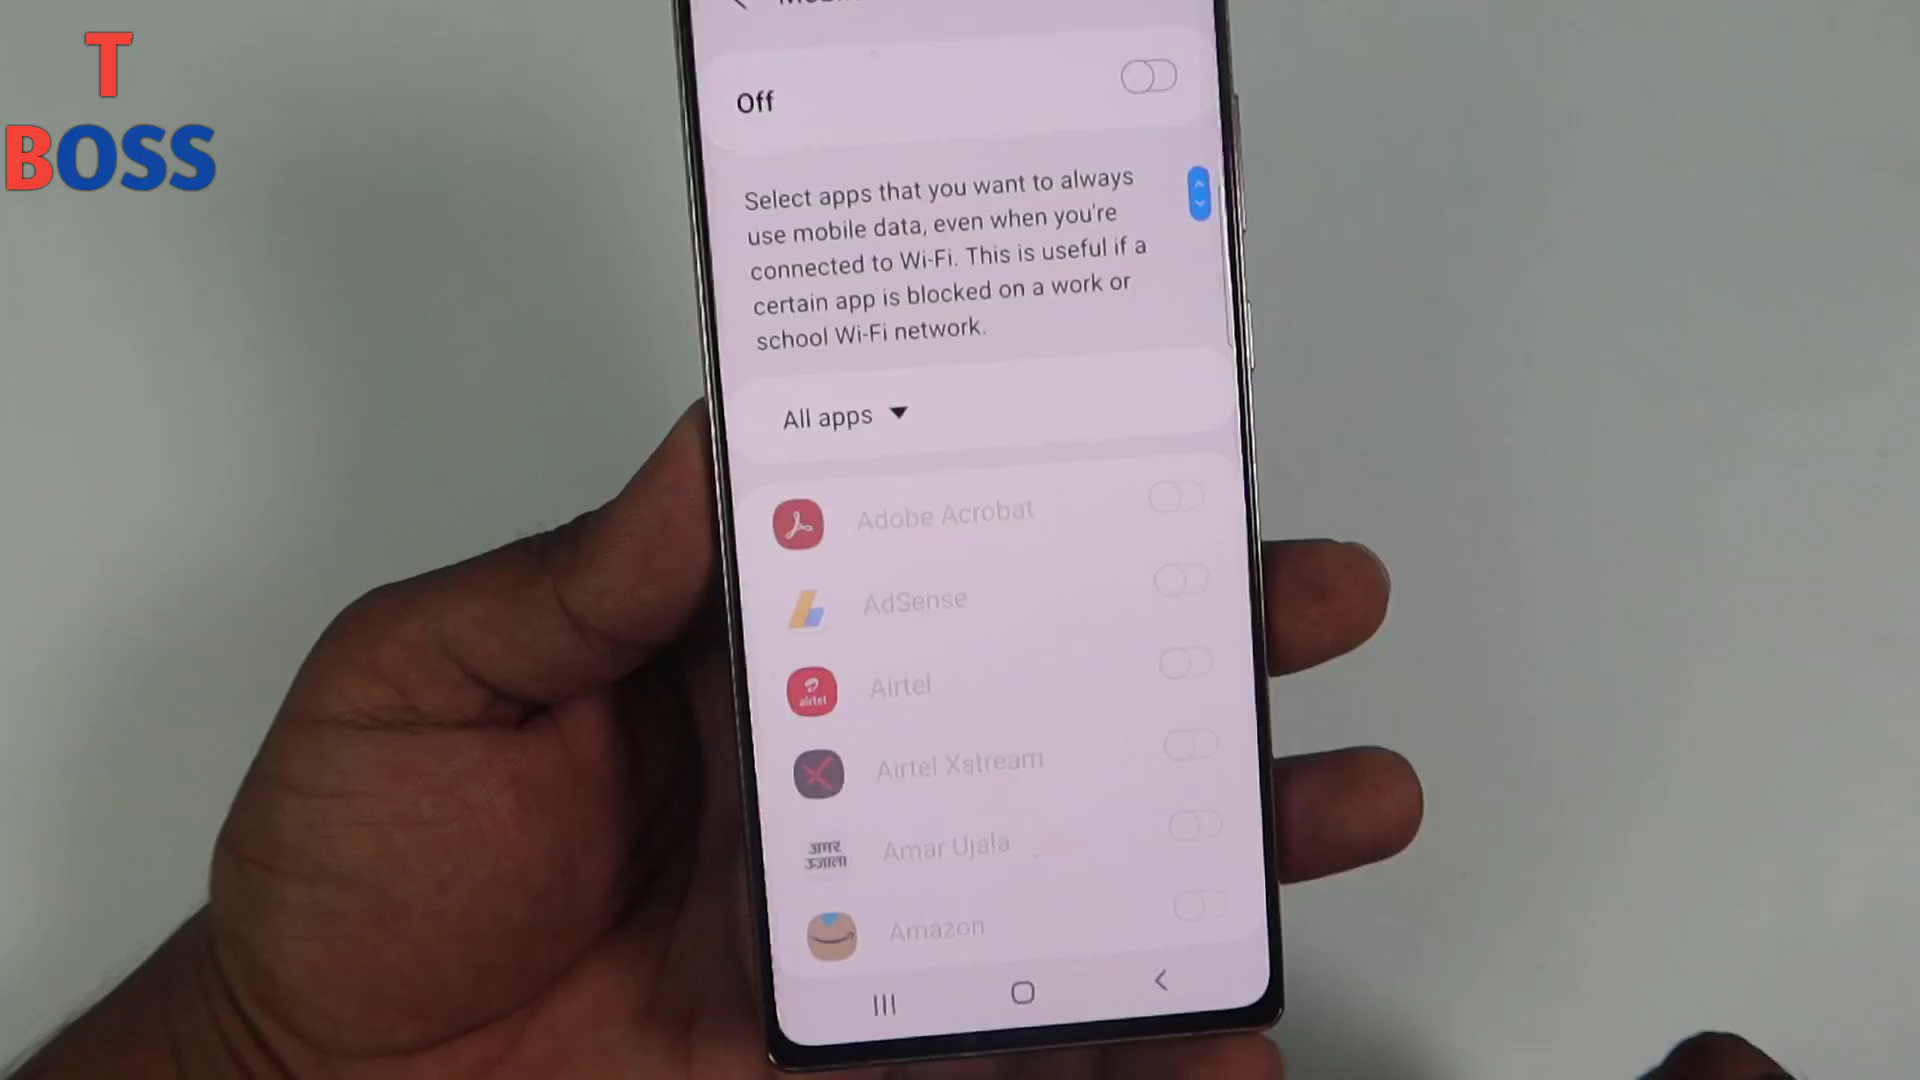 T
BOSS
Off
Select apps that you want to always
use mobile data, even when you're
connected to Wi-Fi. This is useful if a
certain app is blocked on a work or
school Wi-Fi network.
All apps
Adobe Acrobat
AdSense
airtel
Airtel
Airtel Xstream
अमर
उजाला
Amar Ujala
Amazon